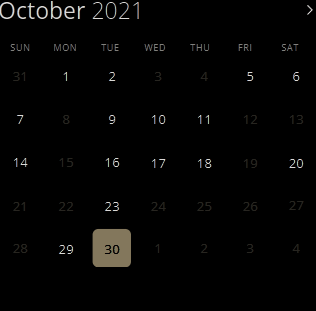 October 2021
SUN MON TUE WED THU FRI SAT
31 1 2 3 4 5 6
7 8 9 10 11 12 13
14 15 16 17 18 19 20
21 22 23 24 25 26 27
28 29 30 1 2 3 4